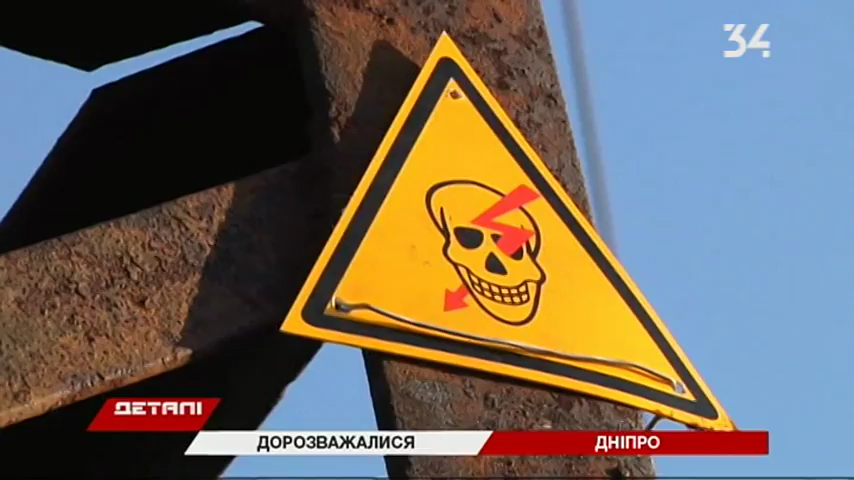 34
ДЕТАЛІ
ДОРОЗВАЖАЛИСЯ
ДНІПРО